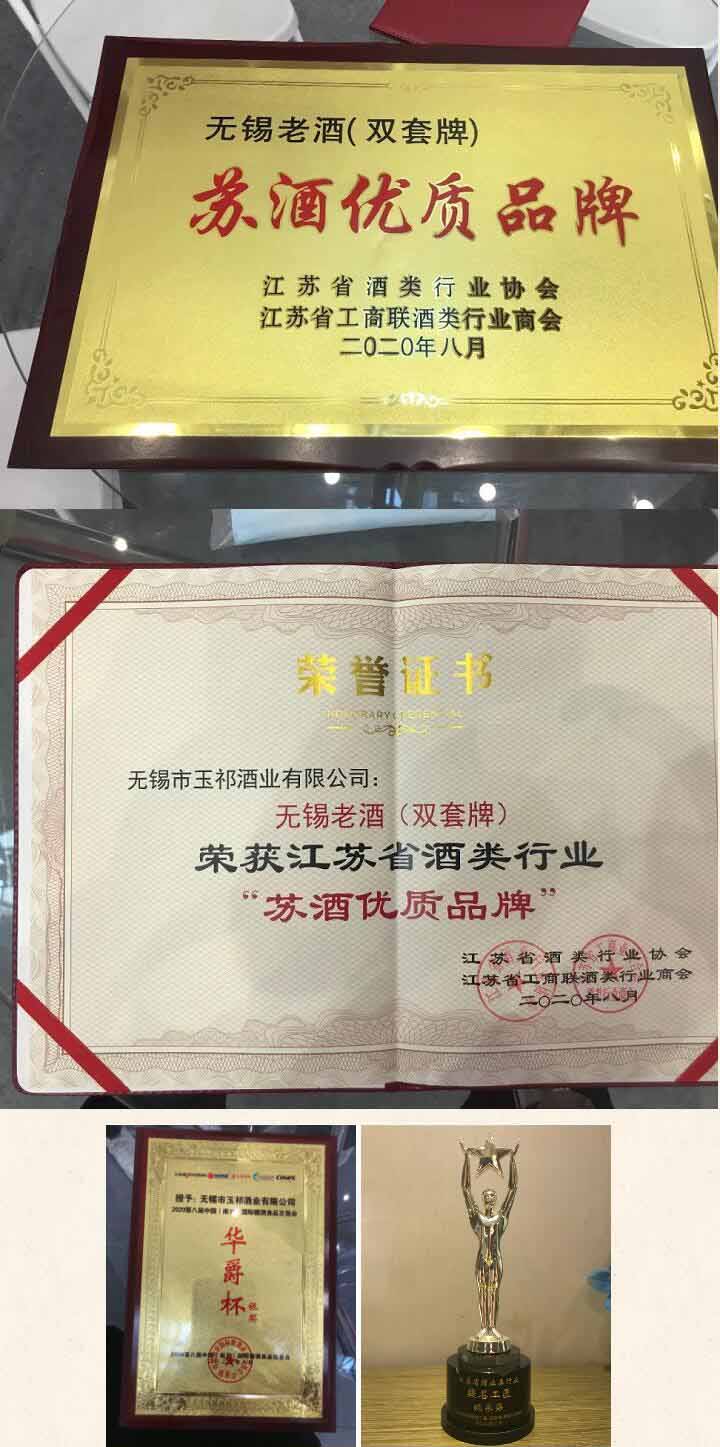 无锡老酒(双套牌)
苏酒优质品牌
江苏省酒类行业协会
江苏省工商联酒类行业商会
二〇二〇年八月
荣誉证书
无锡市玉祁酒业有限公司：
无锡老酒（双套牌）
荣获江苏省酒类行业
“苏酒优质品牌”
江苏省酒类行业协会
江苏省工商联酒类行业商会
二〇二〇年八月
授予：无锡市玉祁酒业有限公司
华爵杯
银奖